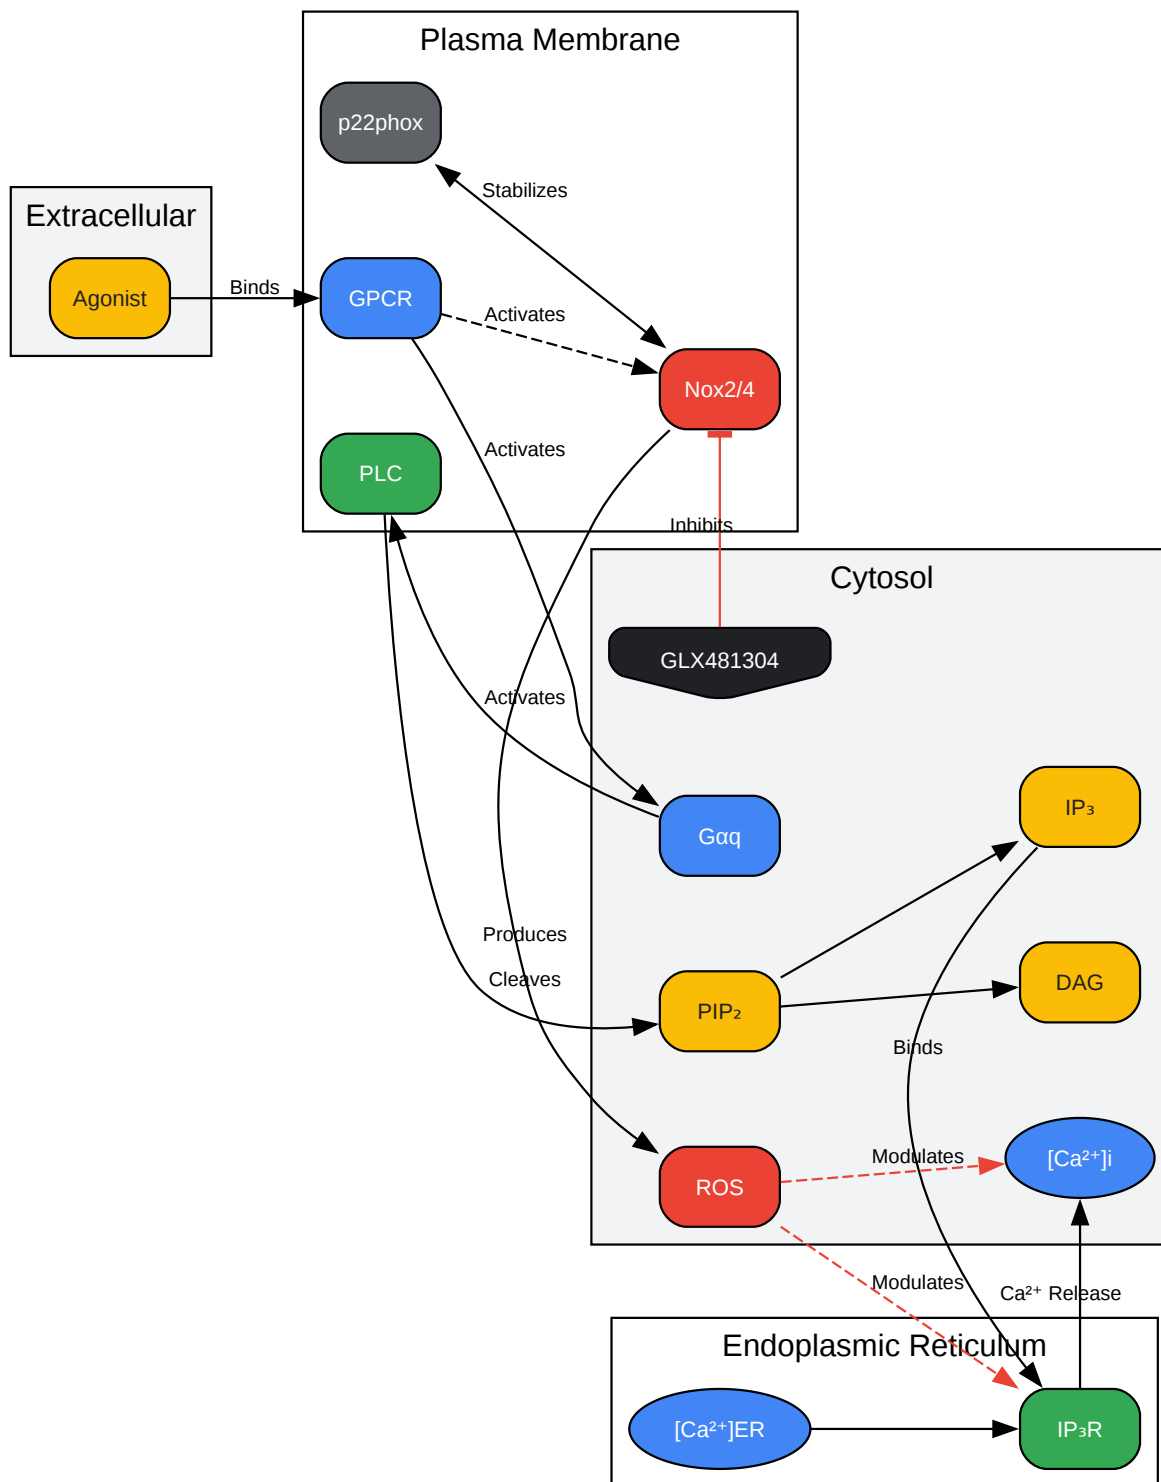 Plasma Membrane
p22phox
Stabilizes
Extracellular
Agonist
Binds
GPCR
Activates
Nox2/4
Activates
PLC
Inhibits
Cytosol
GLX481304
Activates
IP₃
Gαq
Produces
Cleaves
PIP₂
DAG
Binds
Modulates
[Ca²⁺]i
ROS
Modulates
Ca²⁺ Release
Endoplasmic Reticulum
[Ca²⁺]ER
IP₃R